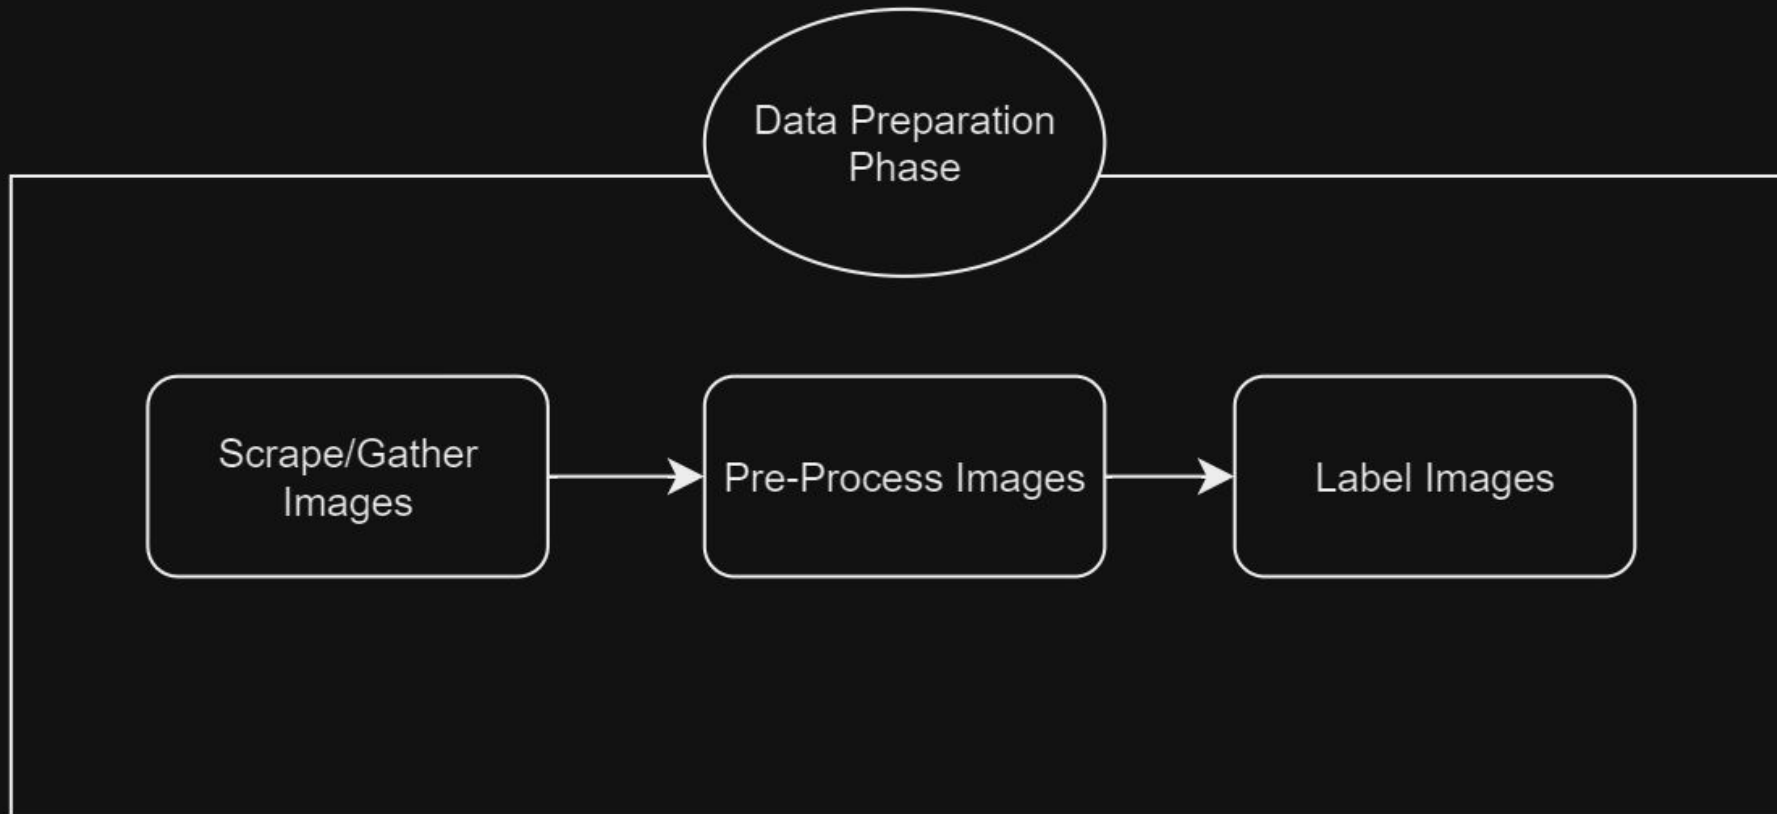 Data Preparation
Phase
Scrape/Gather
Images
Pre-Process Images
Label Images